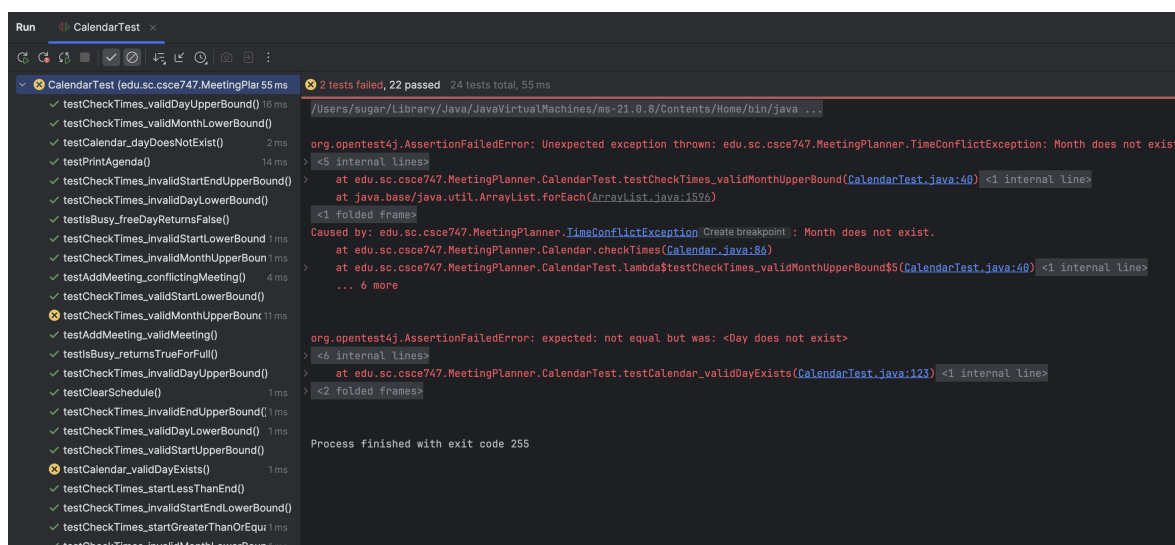 Run CalendarTest ×
CalendarTest (edu.sc.csce747.MeetingPlar 55 ms
2 tests failed, 22 passed 24 tests total, 55 ms
testCheckTimes_validDayUpperBound() 16 ms
testCheckTimes_validMonthLowerBound()
testCalendar_dayDoesNotExist() 2 ms
testPrintAgenda() 14 ms
testCheckTimes_invalidStartEndUpperBound()
testCheckTimes_invalidDayLowerBound()
testIsBusy_freeDayReturnsFalse()
testCheckTimes_invalidStartLowerBound 1 ms
testCheckTimes_invalidMonthUpperBoun 1 ms
testAddMeeting_conflictingMeeting() 4 ms
testCheckTimes_validStartLowerBound()
testCheckTimes_validMonthUpperBounc 11 ms
testAddMeeting_validMeeting()
testIsBusy_returnsTrueForFull()
testCheckTimes_invalidDayUpperBound()
testClearSchedule() 1 ms
testCheckTimes_invalidEndUpperBound( 1 ms
testCheckTimes_validDayLowerBound() 1 ms
testCheckTimes_validStartUpperBound()
testCalendar_validDayExists() 1 ms
testCheckTimes_startLessThanEnd()
testCheckTimes_invalidStartEndLowerBound()
testCheckTimes_startGreaterThanOrEqu 1 ms
/Users/sugar/Library/Java/JavaVirtualMachines/ms-21.0.8/Contents/Home/bin/java ...
org.opentest4j.AssertionFailedError: Unexpected exception thrown: edu.sc.csce747.MeetingPlanner.TimeConflictException: Month does not exist
<5 internal lines>
at edu.sc.csce747.MeetingPlanner.CalendarTest.testCheckTimes_validMonthUpperBound(CalendarTest.java:40) <1 internal line>
at java.base/java.util.ArrayList.forEach(ArrayList.java:1596)
<1 folded frame>
Caused by: edu.sc.csce747.MeetingPlanner.TimeConflictException Create breakpoint : Month does not exist.
at edu.sc.csce747.MeetingPlanner.Calendar.checkTimes(Calendar.java:86)
at edu.sc.csce747.MeetingPlanner.CalendarTest.lambda$testCheckTimes_validMonthUpperBound$5(CalendarTest.java:40) <1 internal line>
... 6 more
org.opentest4j.AssertionFailedError: expected: not equal but was: <Day does not exist>
<6 internal lines>
at edu.sc.csce747.MeetingPlanner.CalendarTest.testCalendar_validDayExists(CalendarTest.java:123) <1 internal line>
<2 folded frames>
Process finished with exit code 255